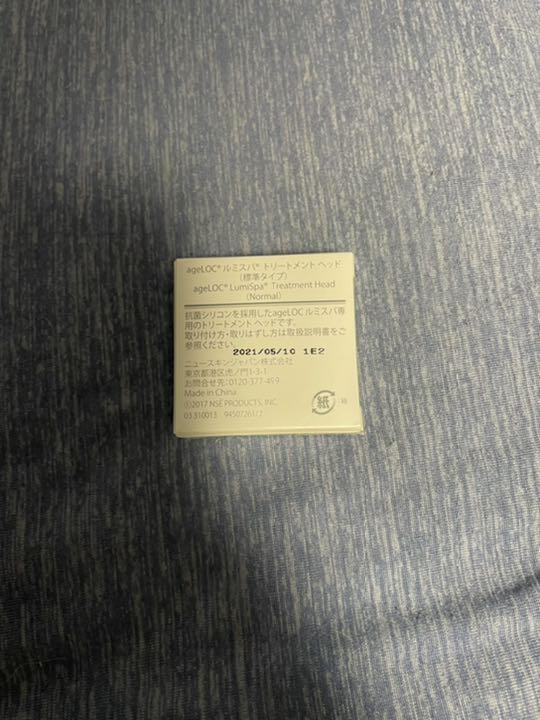 ageLOC® ルミスパ® トリートメント ヘッド
(標準タイプ)
ageLOC® LumiSpa® Treatment Head
(Normal)
抗菌シリコンを採用したageLOC ルミスパ専
用のトリートメント ヘッドです。
取り付け方・取りはずし方は取扱説明書をご
参照ください。
2021/05/10 1E2
ニュースキンジャパン株式会社
東京都港区虎ノ門1-3-1
お問合せ先:0120-377-499
Made in China
©2017 NSE PRODUCTS, INC.
紙 :箱
03 310013 94507261/2